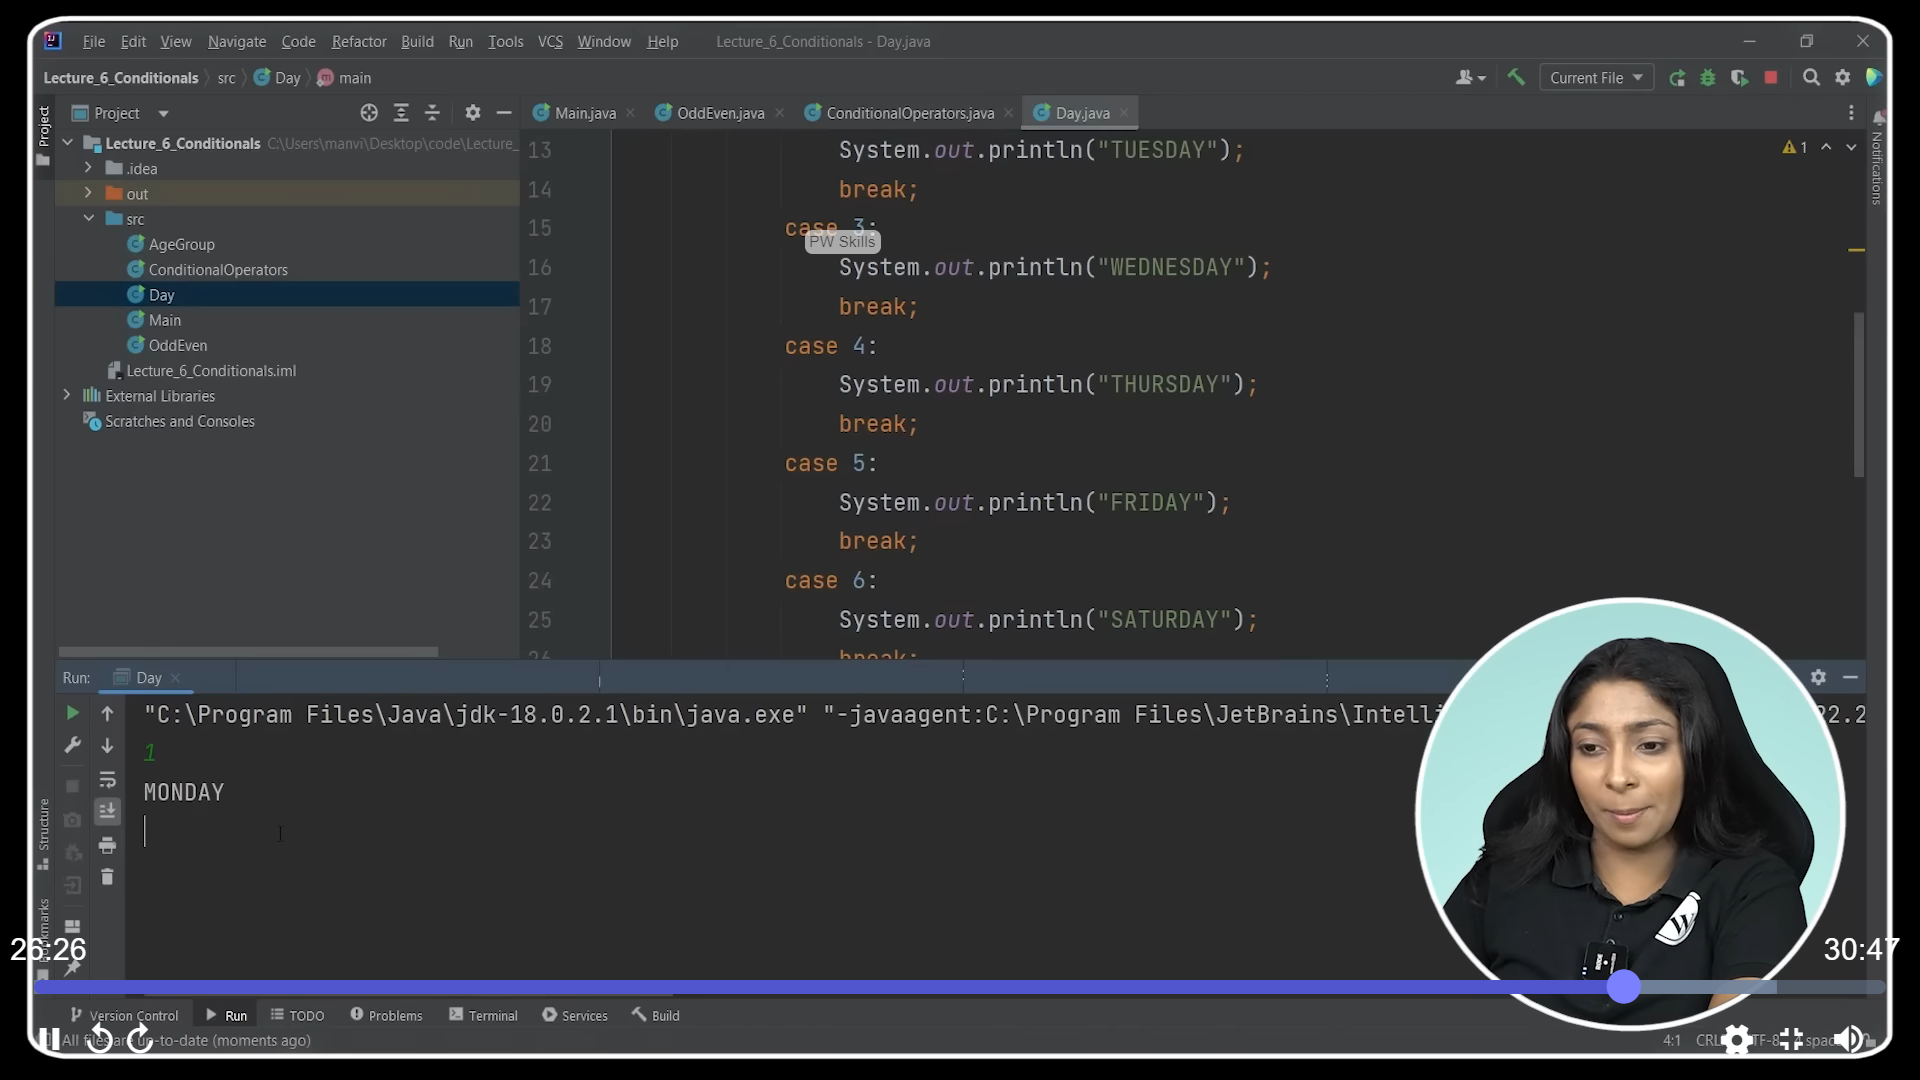 File Edit View Navigate Code Refactor Build Run Tools VCS Window Help Lecture_6_Conditionals - Day.java
Lecture_6_Conditionals src Day main Current File
Project Project Main.java OddEven.java ConditionalOperators.java Day.java Notifications
Lecture_6_Conditionals C:\Users\manvi\Desktop\code\Lecture_
.idea
out
src
AgeGroup
ConditionalOperators
Day
Main
OddEven
Lecture_6_Conditionals.iml
External Libraries
Scratches and Consoles
13 System.out.println("TUESDAY"); 1
14 break;
15 case 3:
PW Skills
16 System.out.println("WEDNESDAY");
17 break;
18 case 4:
19 System.out.println("THURSDAY");
20 break;
21 case 5:
22 System.out.println("FRIDAY");
23 break;
24 case 6:
25 System.out.println("SATURDAY");
26 break;
Run: Day
"C:\Program Files\Java\jdk-18.0.2.1\bin\java.exe" "-javaagent:C:\Program Files\JetBrains\Intelli 22.2
1
MONDAY
Structure
26:26 30:47
Version Control Run TODO Problems Terminal Services Build
All files are up-to-date (moments ago) 4:1